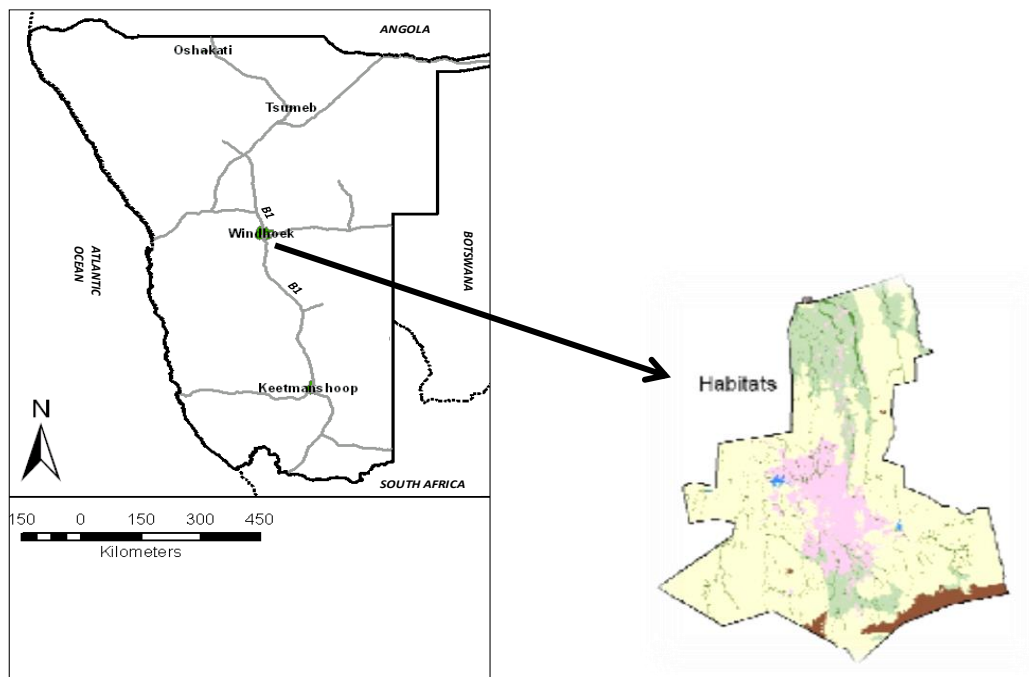 ANGOLA
Oshakati
Tsumeb
B1
Windhoek
ATLANTIC
OCEAN
BOTSWANA
B1
Keetmanshoop
N
SOUTH AFRICA
150 0 150 300 450
Kilometers
Habitats